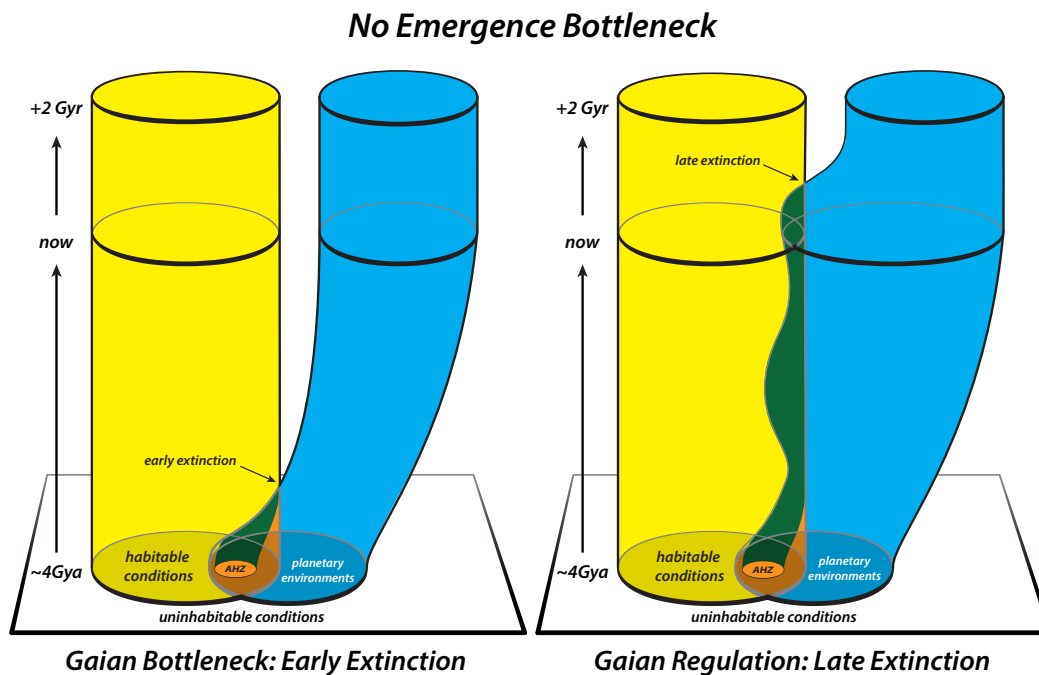 No Emergence Bottleneck
+2 Gyr
now
~4Gya
early extinction
habitable
conditions
AHZ
planetary
environments
uninhabitable conditions
Gaian Bottleneck: Early Extinction
+2 Gyr
now
~4Gya
late extinction
habitable
conditions
AHZ
planetary
environments
uninhabitable conditions
Gaian Regulation: Late Extinction